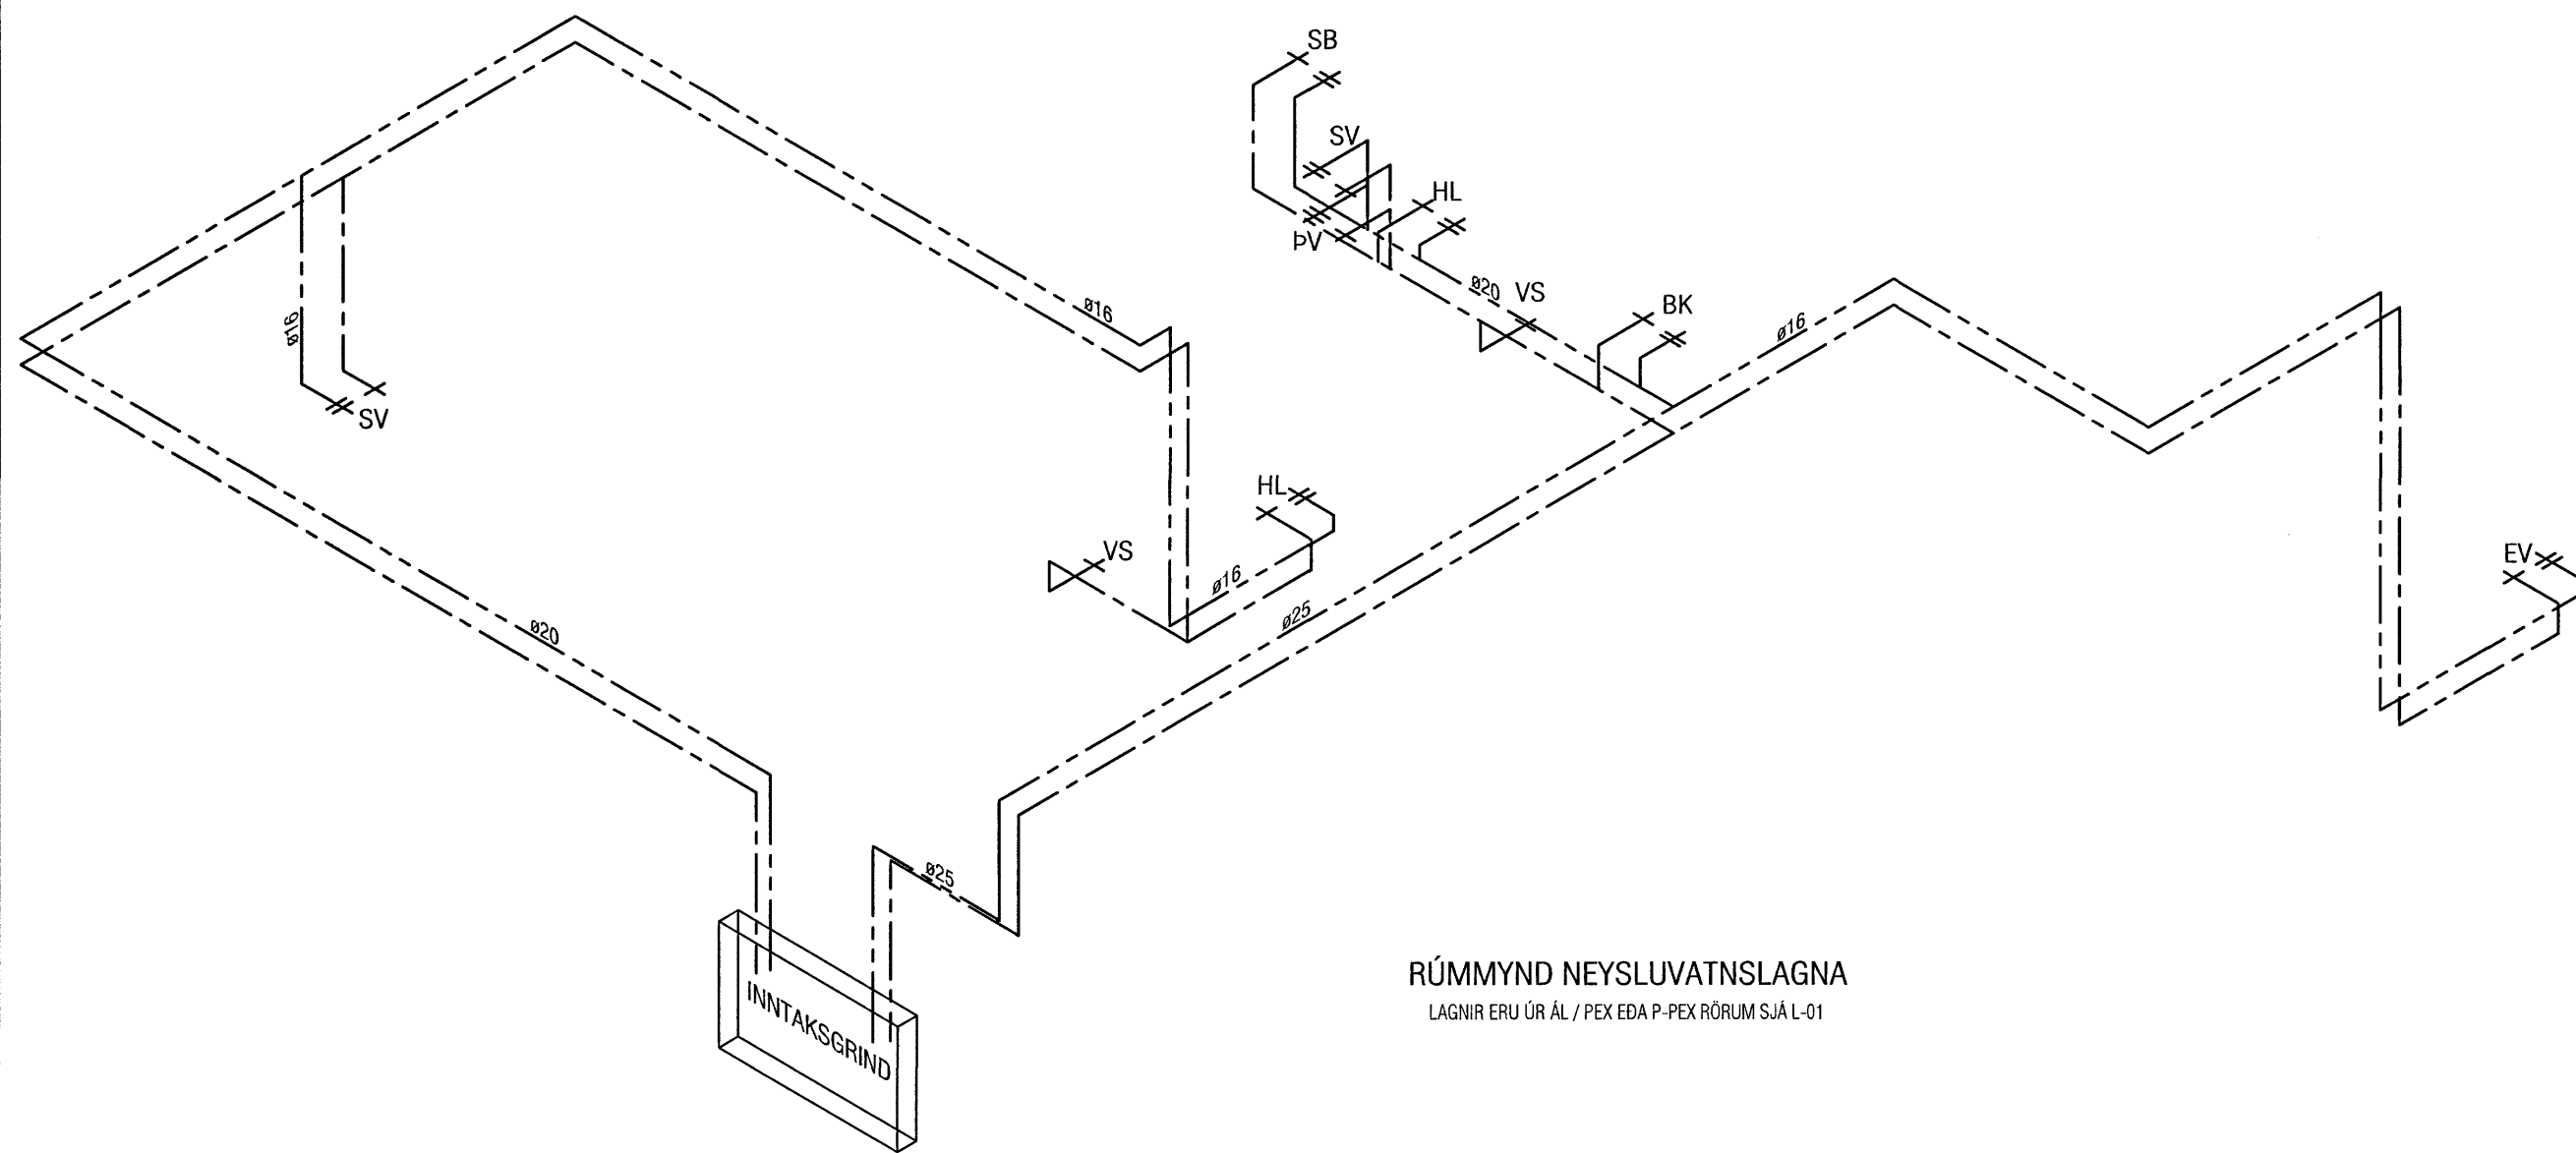 SB
SV
HL
ÞV
ø20
VS
BK
ø16
ø16
ø16
SV
HL
VS
ø16
ø25
EV
ø20
ø25
INNTAKSGRIND
RÚMMYND NEYSLUVATNSLAGNA
LAGNIR ERU ÚR ÁL / PEX EÐA P-PEX RÖRUM SJÁ L-01